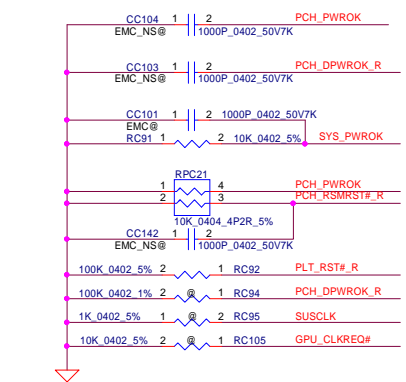 CC104 1 2 PCH_PWROK
EMC_NS@ 1000P_0402_50V7K
CC103 1 2 PCH_DPWROK_R
EMC_NS@ 1000P_0402_50V7K
CC101 1 2 1000P_0402_50V7K
EMC@
RC91 1 2 10K_0402_5% SYS_PWROK
RPC21
1 4 PCH_PWROK
2 3 PCH_RSMRST#_R
10K_0404_4P2R_5%
CC142 1 2
EMC_NS@ 1000P_0402_50V7K
100K_0402_5% 2 1 RC92 PLT_RST#_R
100K_0402_1% 2 @ 1 RC94 PCH_DPWROK_R
1K_0402_5% 1 @ 2 RC95 SUSCLK
10K_0402_5% 2 @ 1 RC105 GPU_CLKREQ#